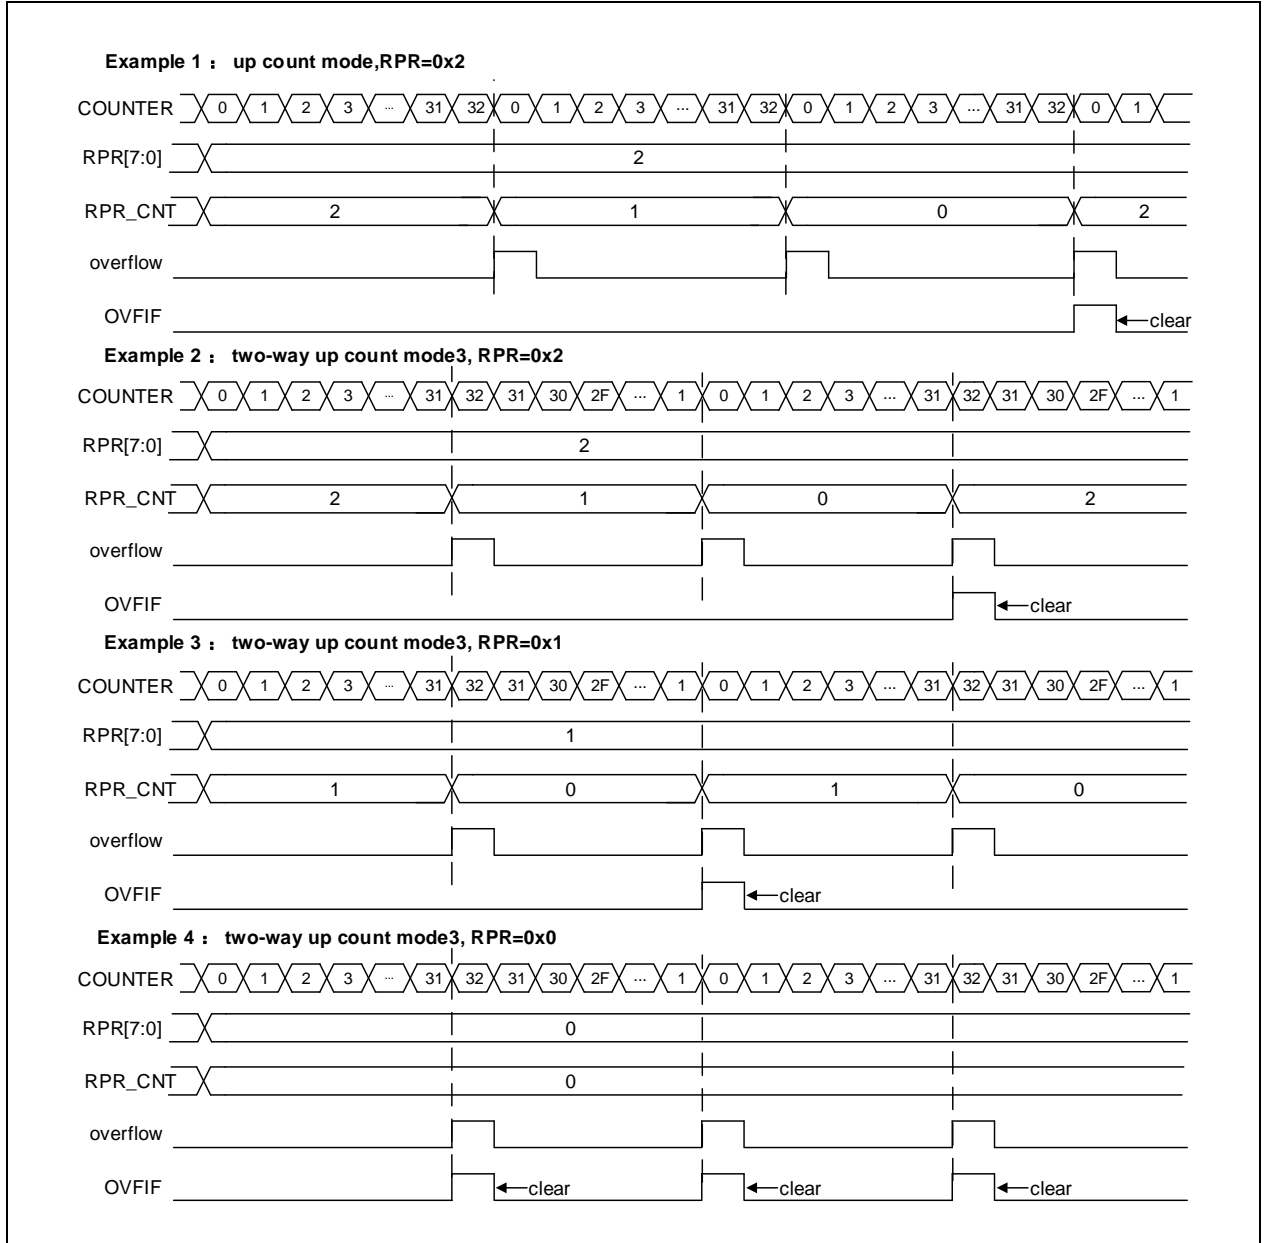 Example 1： up count mode,RPR=0x2
COUNTER 0 1 2 3 ... 31 32 0 1 2 3 ... 31 32 0 1 2 3 ... 31 32 0 1
RPR[7:0] 2
RPR_CNT 2 1 0 2
overflow
OVFIF clear
Example 2： two-way up count mode3, RPR=0x2
COUNTER 0 1 2 3 ... 31 32 31 30 2F ... 1 0 1 2 3 ... 31 32 31 30 2F ... 1
RPR[7:0] 2
RPR_CNT 2 1 0 2
overflow
OVFIF clear
Example 3： two-way up count mode3, RPR=0x1
COUNTER 0 1 2 3 ... 31 32 31 30 2F ... 1 0 1 2 3 ... 31 32 31 30 2F ... 1
RPR[7:0] 1
RPR_CNT 1 0 1 0
overflow
OVFIF clear
Example 4： two-way up count mode3, RPR=0x0
COUNTER 0 1 2 3 ... 31 32 31 30 2F ... 1 0 1 2 3 ... 31 32 31 30 2F ... 1
RPR[7:0] 0
RPR_CNT 0
overflow
OVFIF clear clear clear